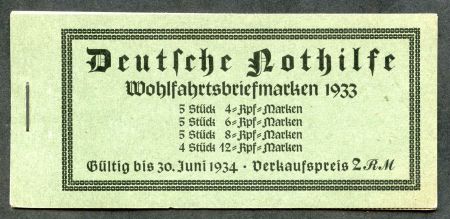 Deutsche Nothilfe
Wohlfahrtsbriefmarken 1933
5 Stück 4=Rpf=Marken
5 Stück 6=Rpf=Marken
5 Stück 8=Rpf=Marken
4 Stück 12=Rpf=Marken
Gültig bis 30. Juni 1934 · Verkaufspreis 2 RM